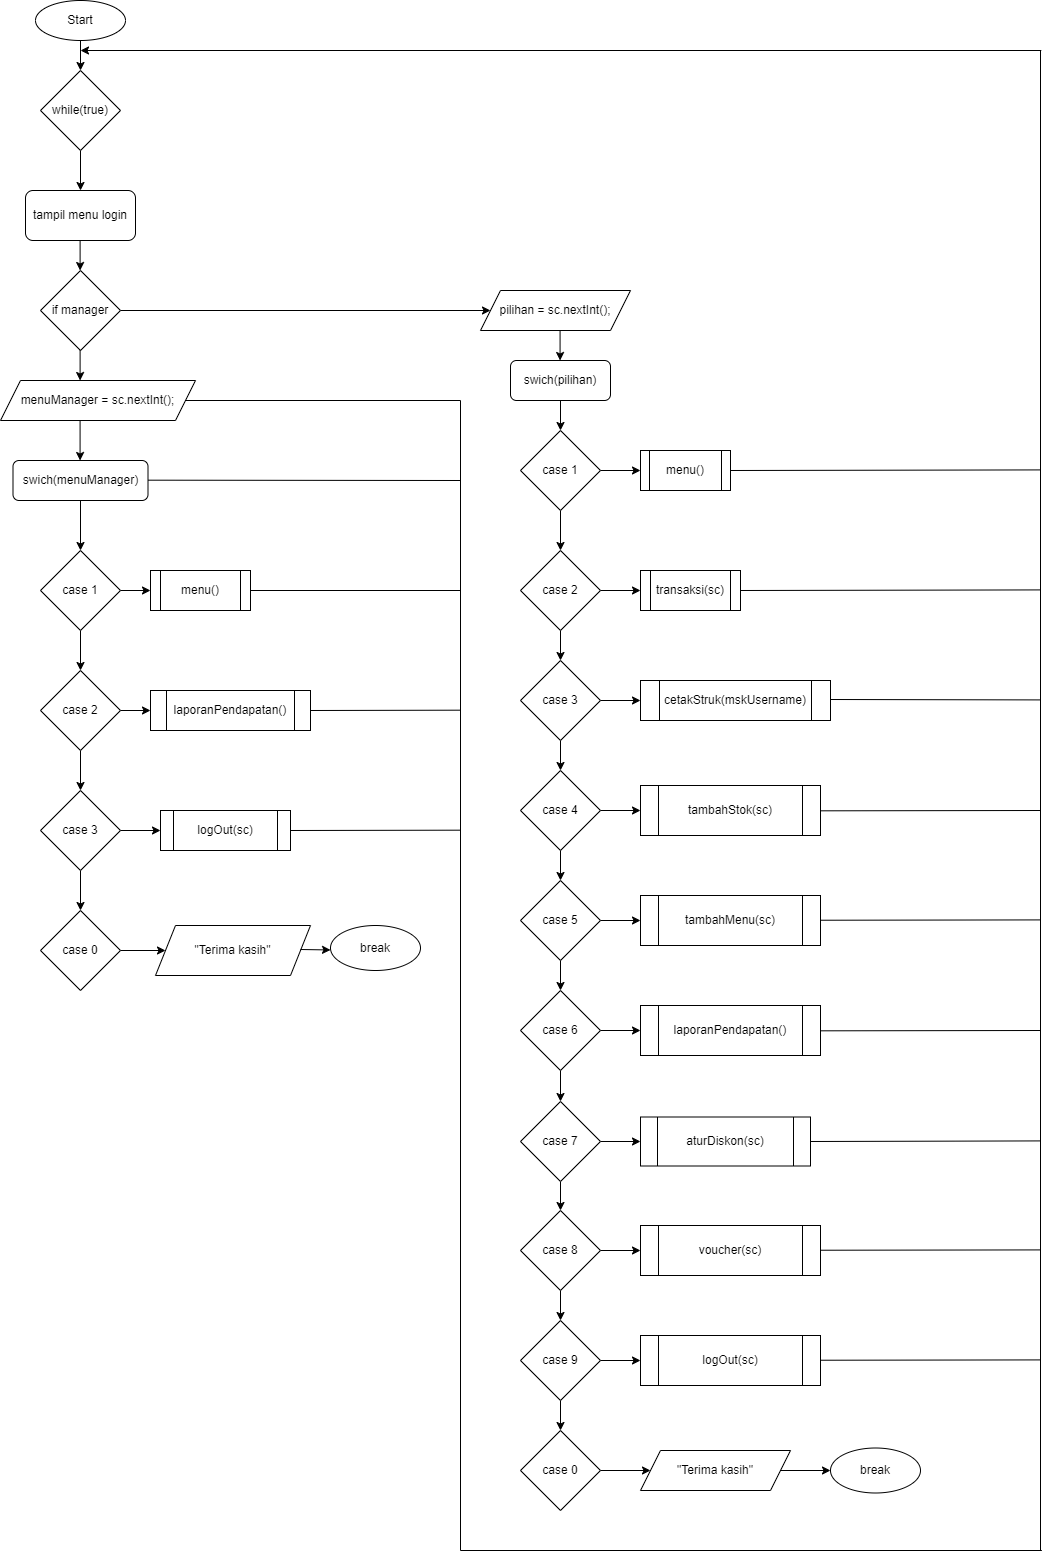 Start
while(true)
tampil menu login
if manager
pilihan = sc.nextInt();
menuManager = sc.nextInt();
swich(pilihan)
swich(menuManager)
case 1
menu()
case 2
laporanPendapatan()
case 3
logOut(sc)
case 0
"Terima kasih"
break
case 1
menu()
case 2
transaksi(sc)
case 3
cetakStruk(mskUsername)
case 4
tambahStok(sc)
case 5
tambahMenu(sc)
case 6
laporanPendapatan()
case 7
aturDiskon(sc)
case 8
voucher(sc)
case 9
logOut(sc)
case 0
"Terima kasih"
break